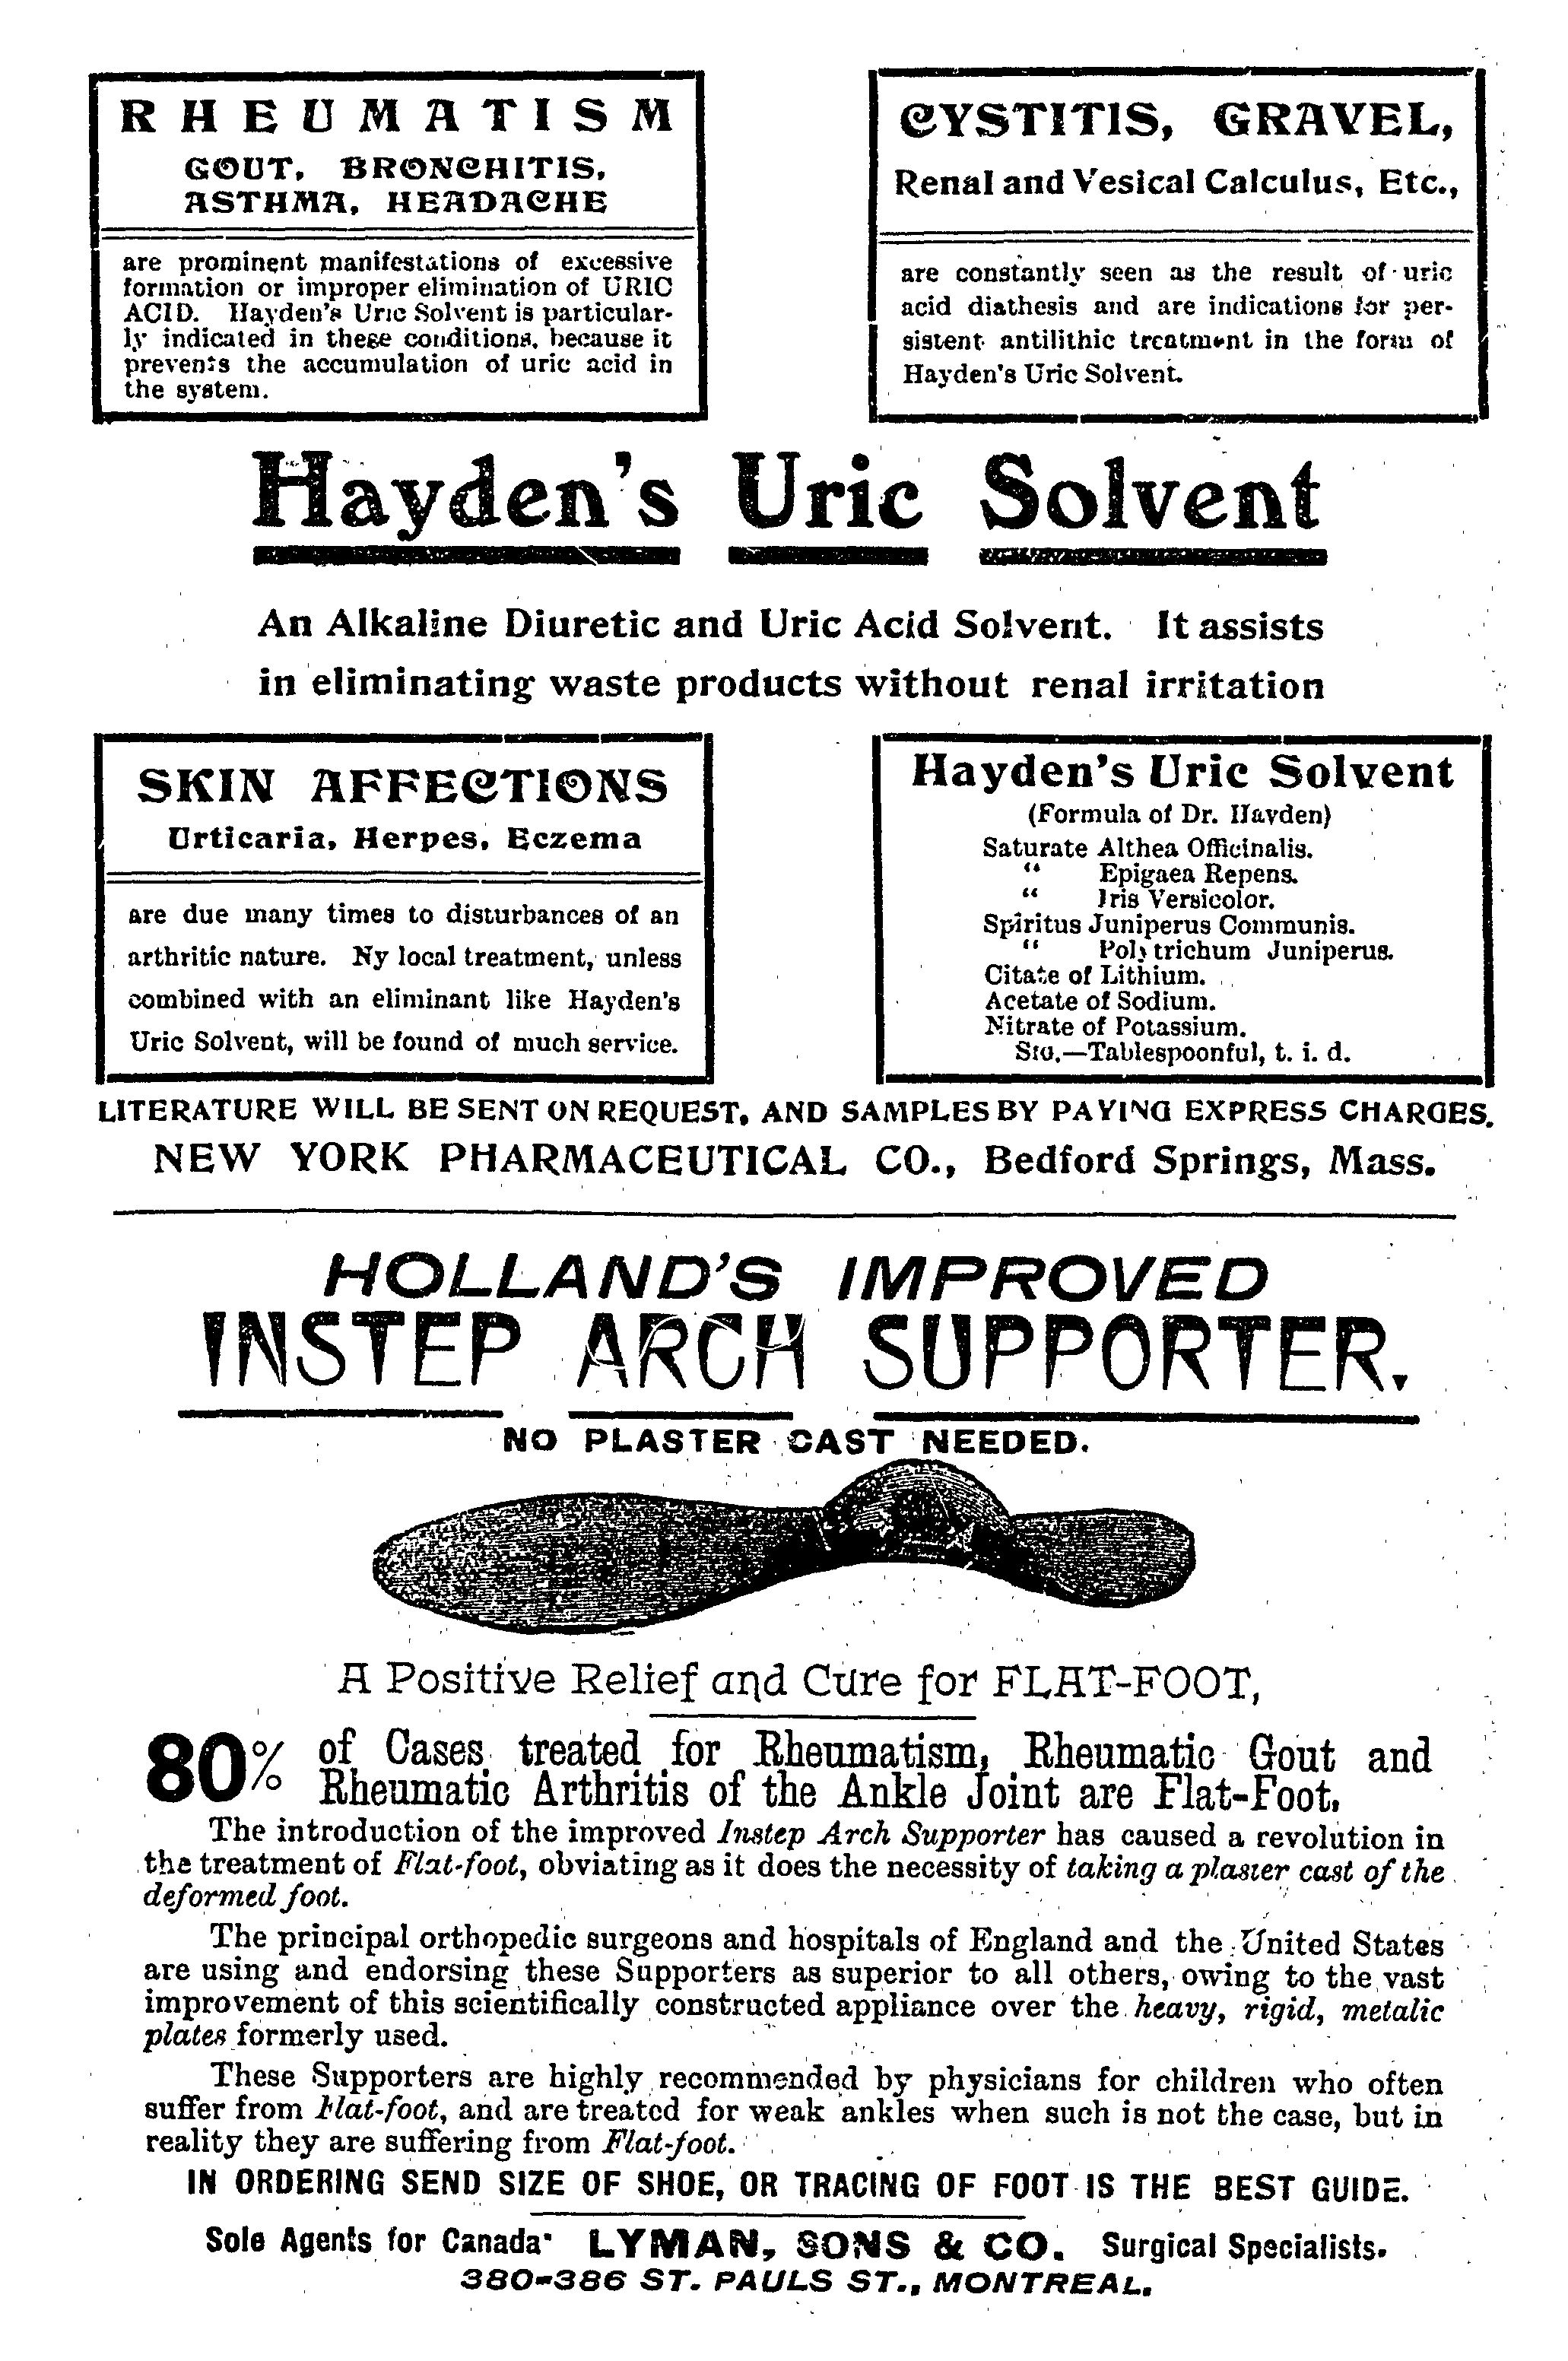 RHEUMATISM
GOUT, BRONCHITIS,
ASTHMA, HEADACHE
are prominent manifestations of excessive
formation or improper elimination of URIC
ACID. Hayden's Uric Solvent is particular-
ly indicated in these conditions, because it
prevents the accumulation of uric acid in
the system.
CYSTITIS, GRAVEL,
Renal and Vesical Calculus, Etc.,
are constantly seen as the result of uric
acid diathesis and are indications for per-
sistent antilithic treatment in the form of
Hayden's Uric Solvent.
Hayden's Uric Solvent
An Alkaline Diuretic and Uric Acid Solvent. It assists
in eliminating waste products without renal irritation
SKIN AFFECTIONS
Urticaria, Herpes, Eczema
are due many times to disturbances of an
arthritic nature. Ny local treatment, unless
combined with an eliminant like Hayden's
Uric Solvent, will be found of much service.
Hayden's Uric Solvent
(Formula of Dr. Hayden)
Saturate Althea Officinalis.
" Epigaea Repens.
" Iris Versicolor.
Spiritus Juniperus Communis.
" Polytrichum Juniperus.
Citate of Lithium.
Acetate of Sodium.
Nitrate of Potassium.
SIG.—Tablespoonful, t. i. d.
LITERATURE WILL BE SENT ON REQUEST, AND SAMPLES BY PAYING EXPRESS CHARGES.
NEW YORK PHARMACEUTICAL CO., Bedford Springs, Mass.
HOLLAND'S IMPROVED
INSTEP ARCH SUPPORTER.
NO PLASTER CAST NEEDED.
A Positive Relief and Cure for FLAT-FOOT,
80% of Cases treated for Rheumatism, Rheumatic Gout and
Rheumatic Arthritis of the Ankle Joint are Flat-Foot.
The introduction of the improved Instep Arch Supporter has caused a revolution in
the treatment of Flat-foot, obviating as it does the necessity of taking a plaster cast of the
deformed foot.
The principal orthopedic surgeons and hospitals of England and the United States
are using and endorsing these Supporters as superior to all others, owing to the vast
improvement of this scientifically constructed appliance over the heavy, rigid, metalic
plates formerly used.
These Supporters are highly recommended by physicians for children who often
suffer from Flat-foot, and are treated for weak ankles when such is not the case, but in
reality they are suffering from Flat-foot.
IN ORDERING SEND SIZE OF SHOE, OR TRACING OF FOOT IS THE BEST GUIDE.
Sole Agents for Canada: LYMAN, SONS & CO. Surgical Specialists.
380-386 ST. PAULS ST., MONTREAL.